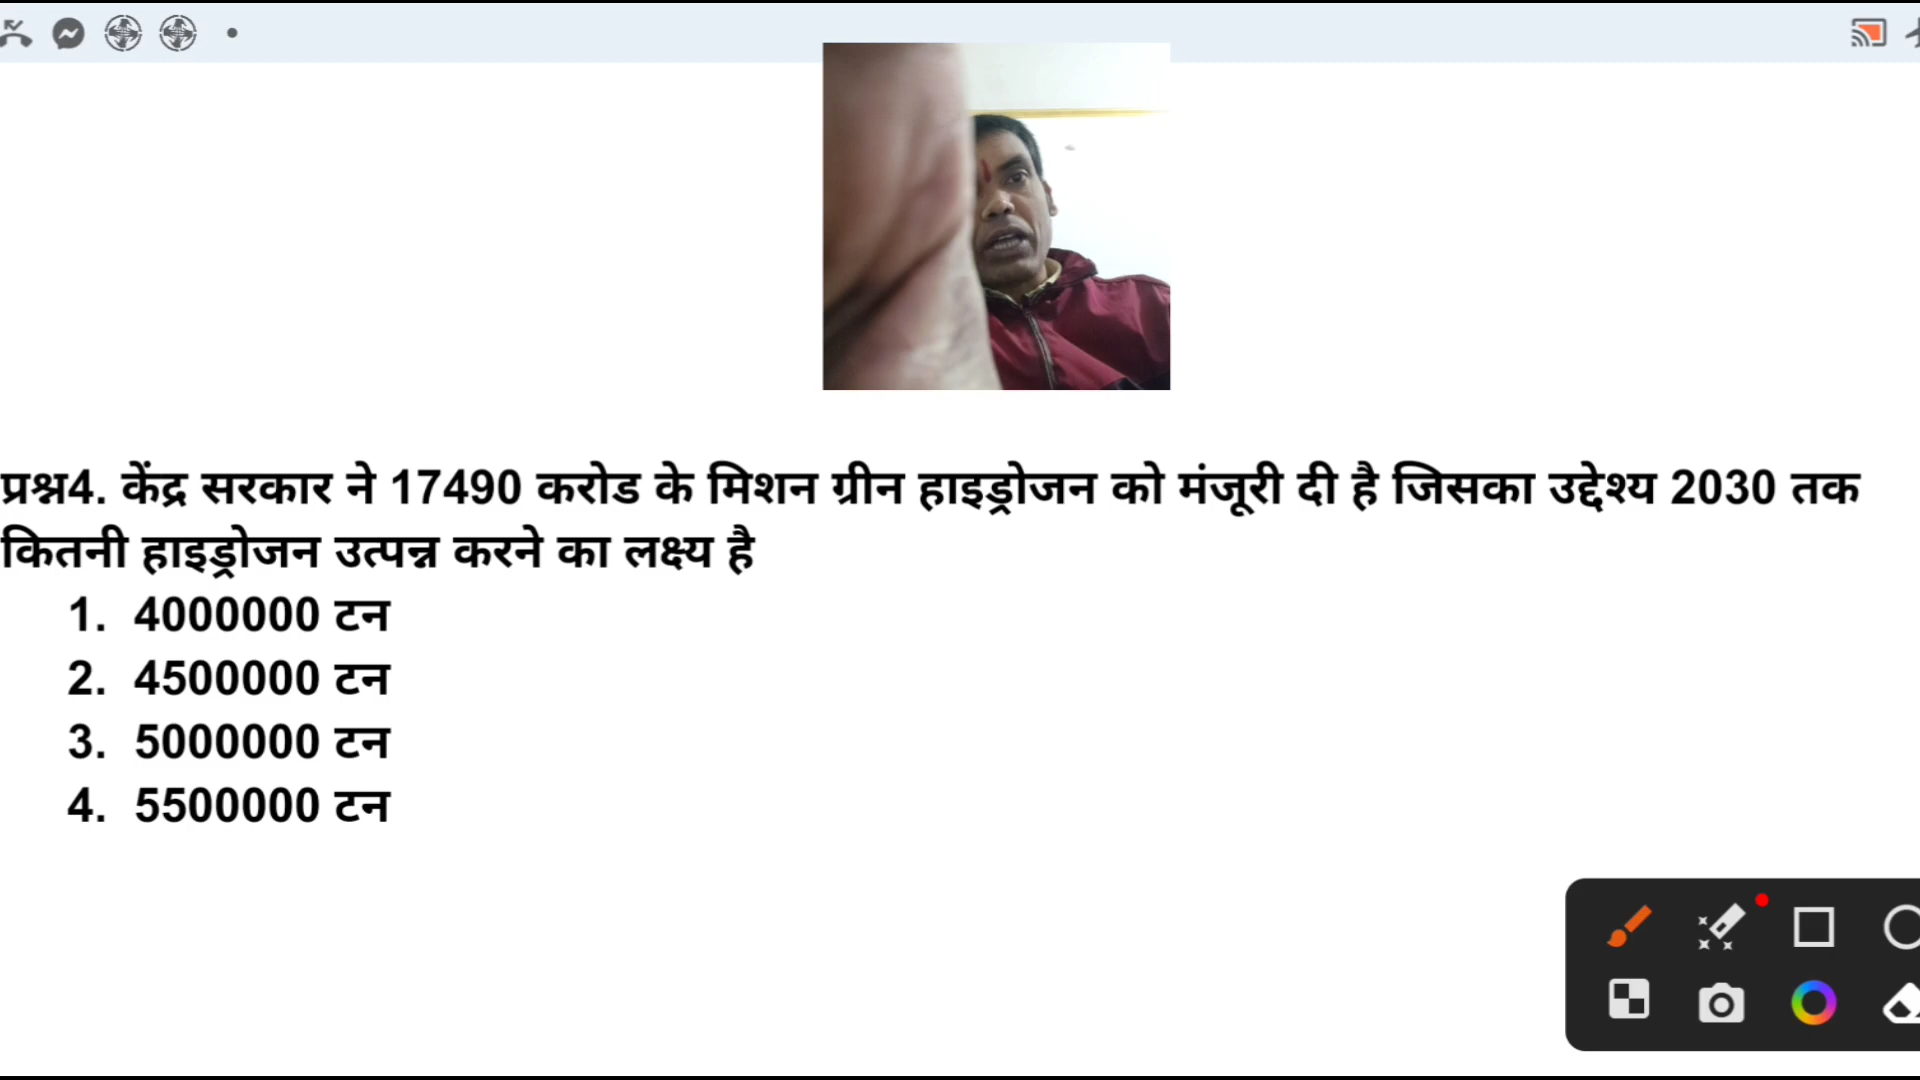 प्रश्न4. केंद्र सरकार ने 17490 करोड के मिशन ग्रीन हाइड्रोजन को मंजूरी दी है जिसका उद्देश्य 2030 तक
कितनी हाइड्रोजन उत्पन्न करने का लक्ष्य है
1. 4000000 टन
2. 4500000 टन
3. 5000000 टन
4. 5500000 टन